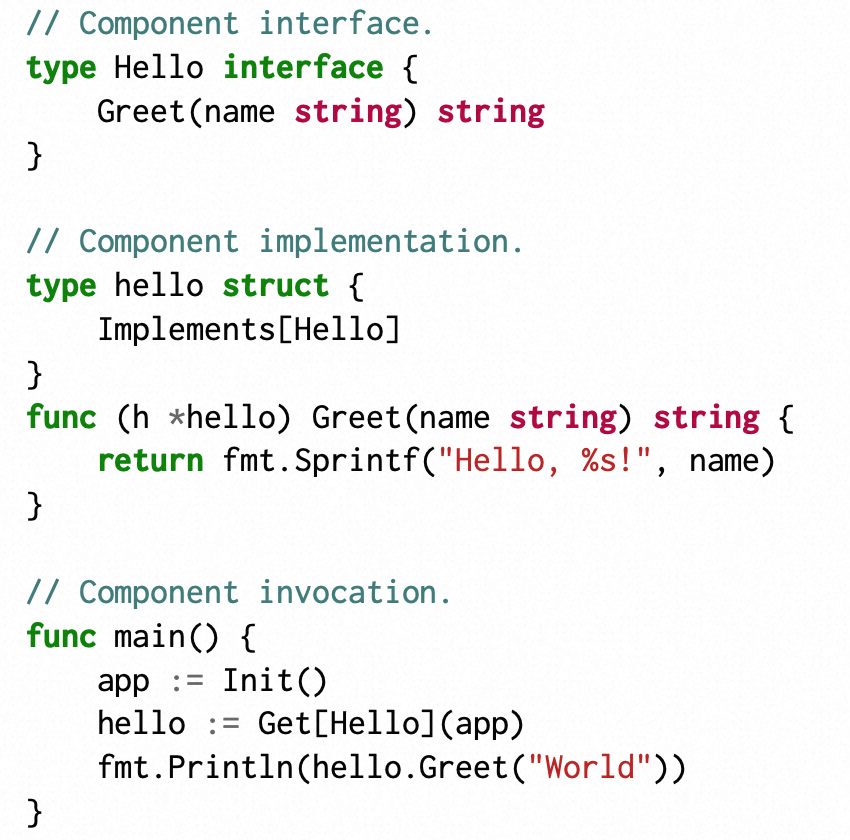 // Component interface.
type Hello interface {
    Greet(name string) string
}

// Component implementation.
type hello struct {
    Implements[Hello]
}
func (h *hello) Greet(name string) string {
    return fmt.Sprintf("Hello, %s!", name)
}

// Component invocation.
func main() {
    app := Init()
    hello := Get[Hello](app)
    fmt.Println(hello.Greet("World"))
}